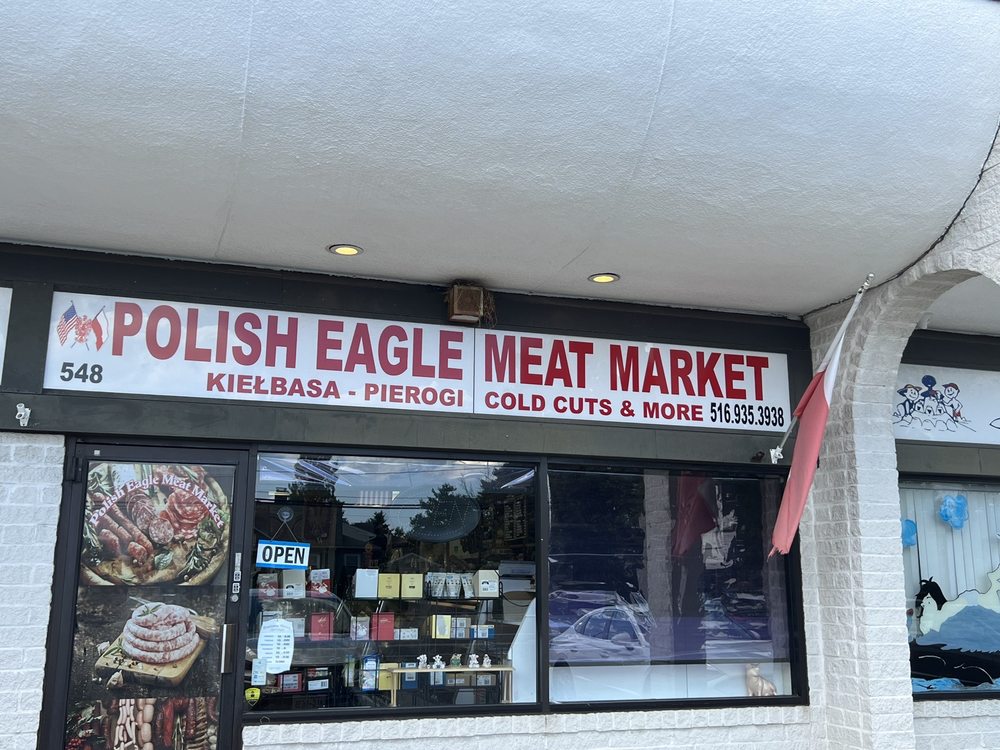 POLISH EAGLE MEAT MARKET
548
KIEŁBASA - PIEROGI COLD CUTS & MORE 516.935.3938
Polish Eagle Meat Market
OPEN